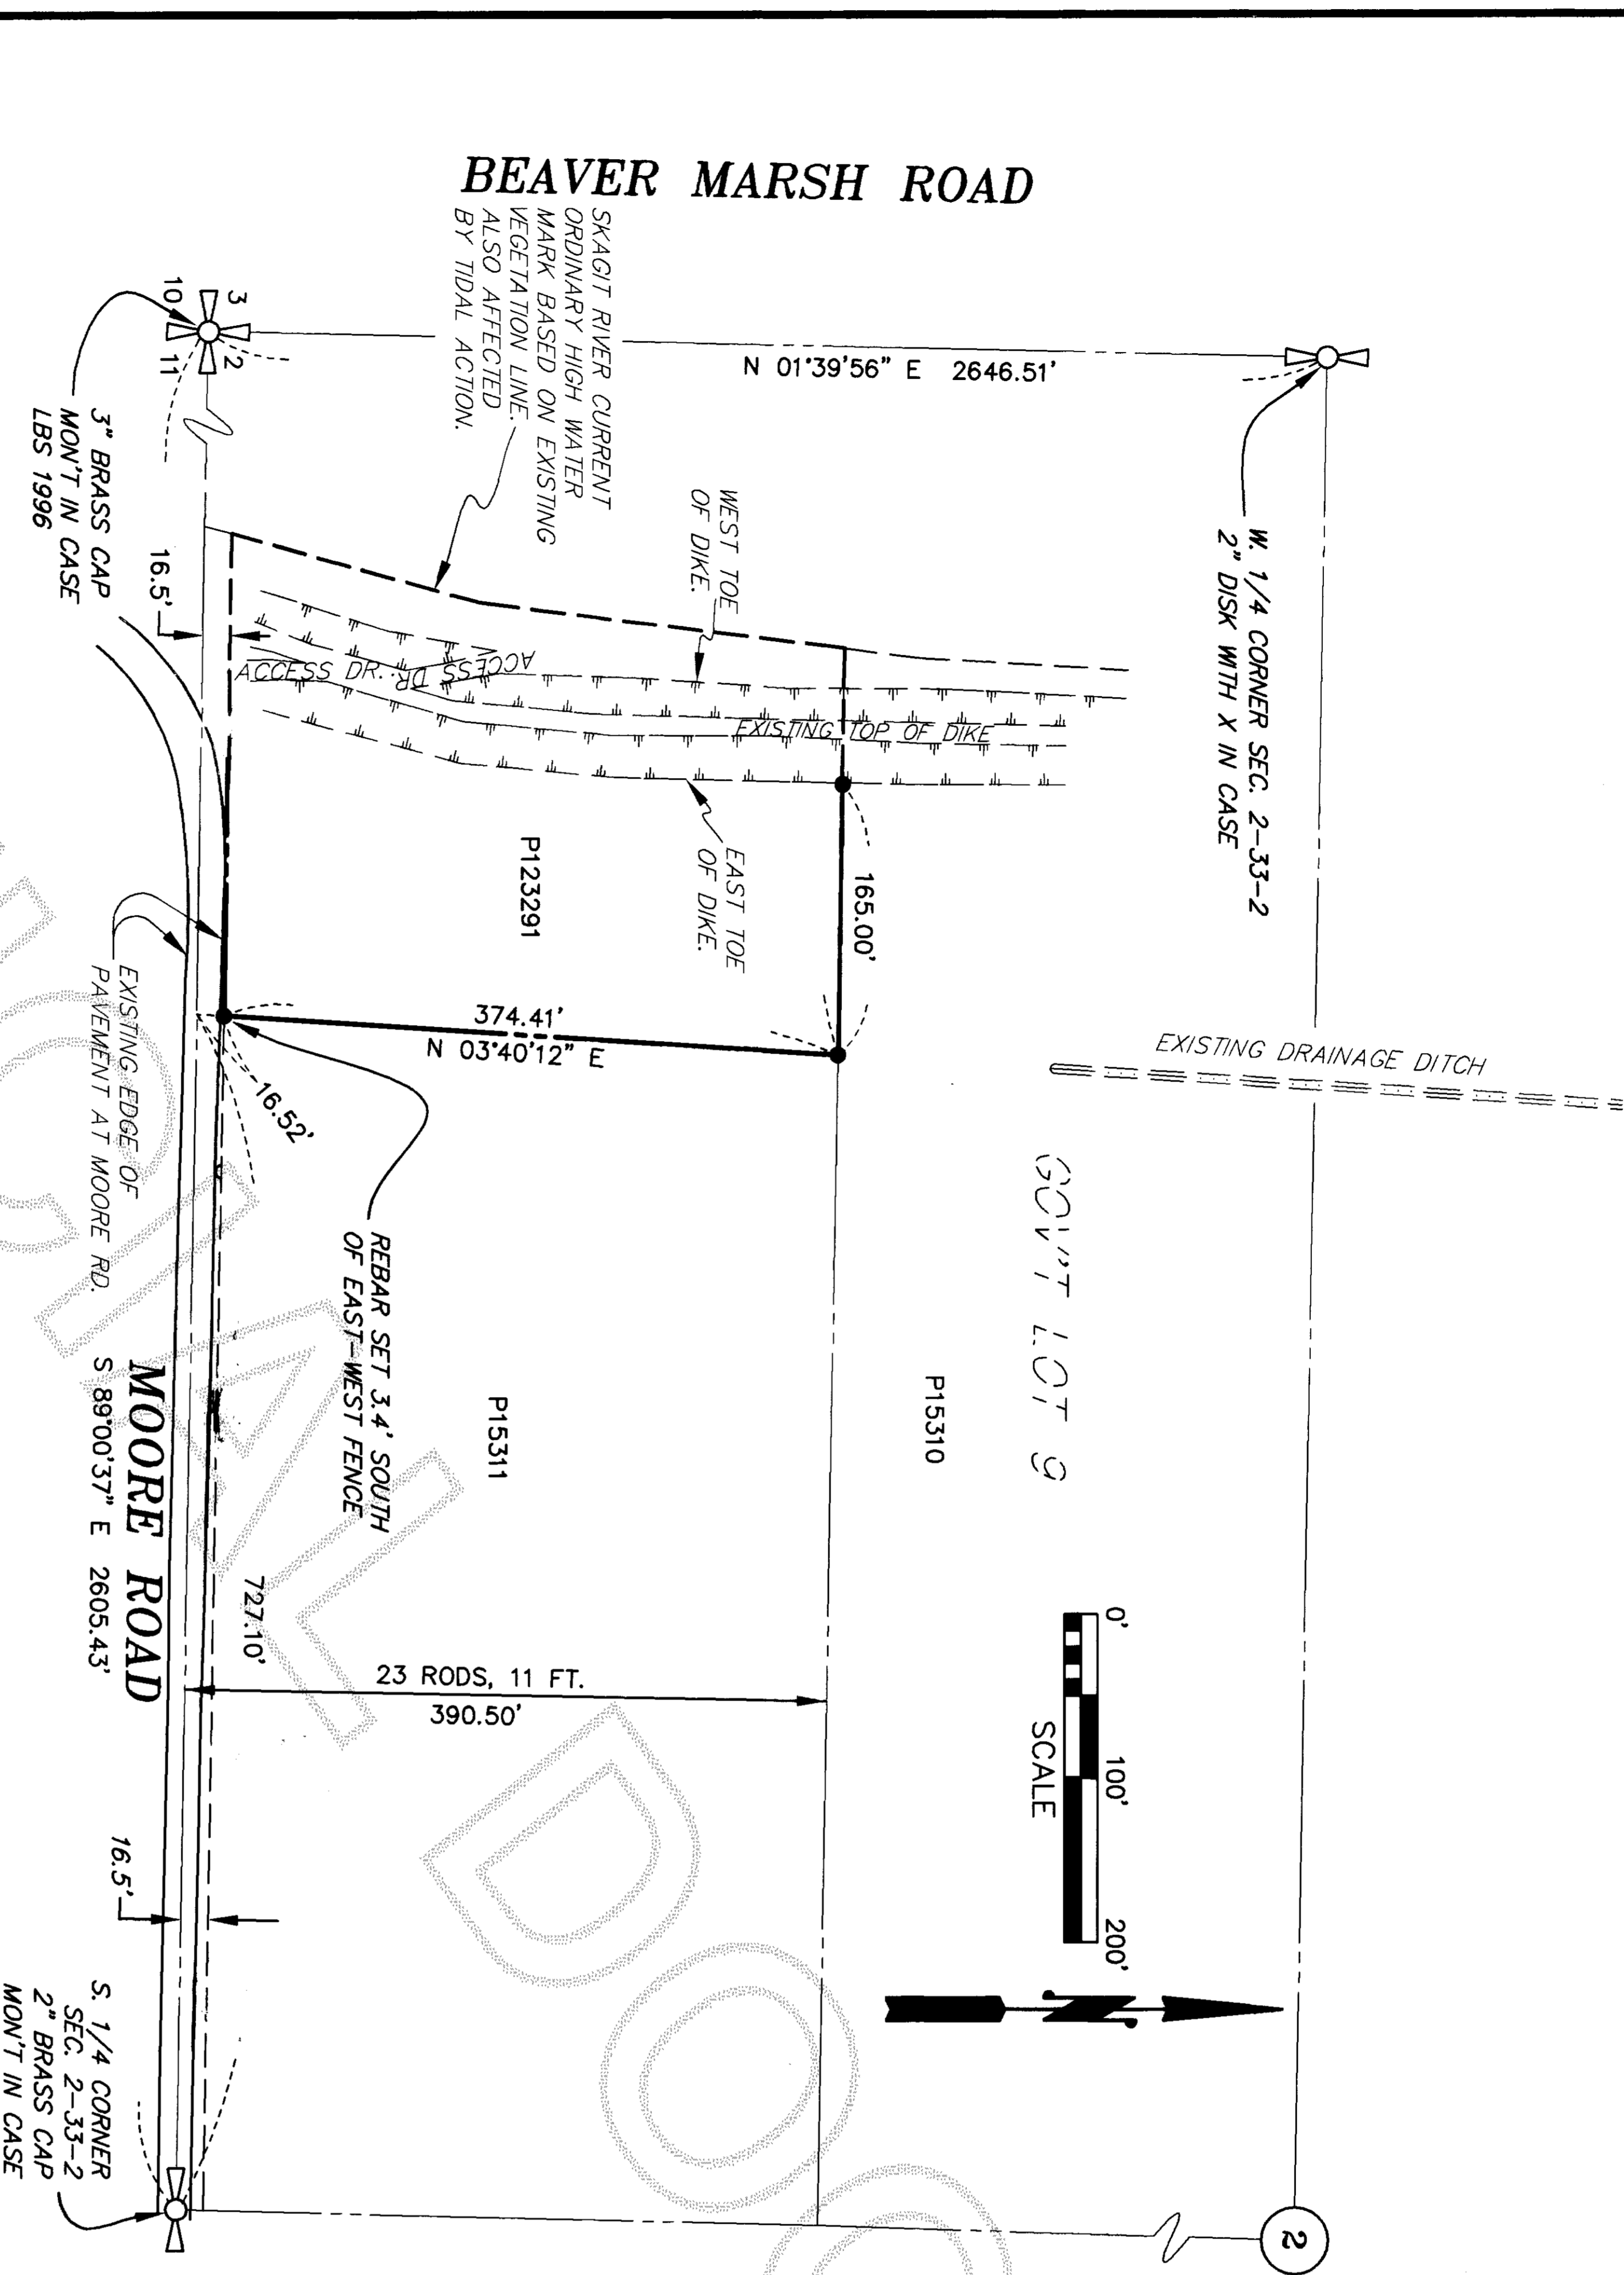 BEAVER MARSH ROAD
N 01°39'56" E 2646.51'
W. 1/4 CORNER SEC. 2-33-2
2" DISK WITH X IN CASE
3
2
10
11
3" BRASS CAP
MON'T IN CASE
LBS 1996
SKAGIT RIVER CURRENT
ORDINARY HIGH WATER
MARK BASED ON EXISTING
VEGETATION LINE.
ALSO AFFECTED
BY TIDAL ACTION.
WEST TOE
OF DIKE.
16.5'
ACCESS DR.
ACCESS DR.
EXISTING TOP OF DIKE
EAST TOE
OF DIKE.
P123291
165.00'
374.41'
N 03°40'12" E
EXISTING DRAINAGE DITCH
EXISTING EDGE OF
PAVEMENT AT MOORE RD.
16.52'
REBAR SET 3.4' SOUTH
OF EAST-WEST FENCE
GOV'T LOT 9
P15310
P15311
MOORE ROAD
S 89°00'37" E 2605.43'
727.10'
23 RODS, 11 FT.
390.50'
0'
100'
200'
SCALE
N
16.5'
S. 1/4 CORNER
SEC. 2-33-2
2" BRASS CAP
MON'T IN CASE
2